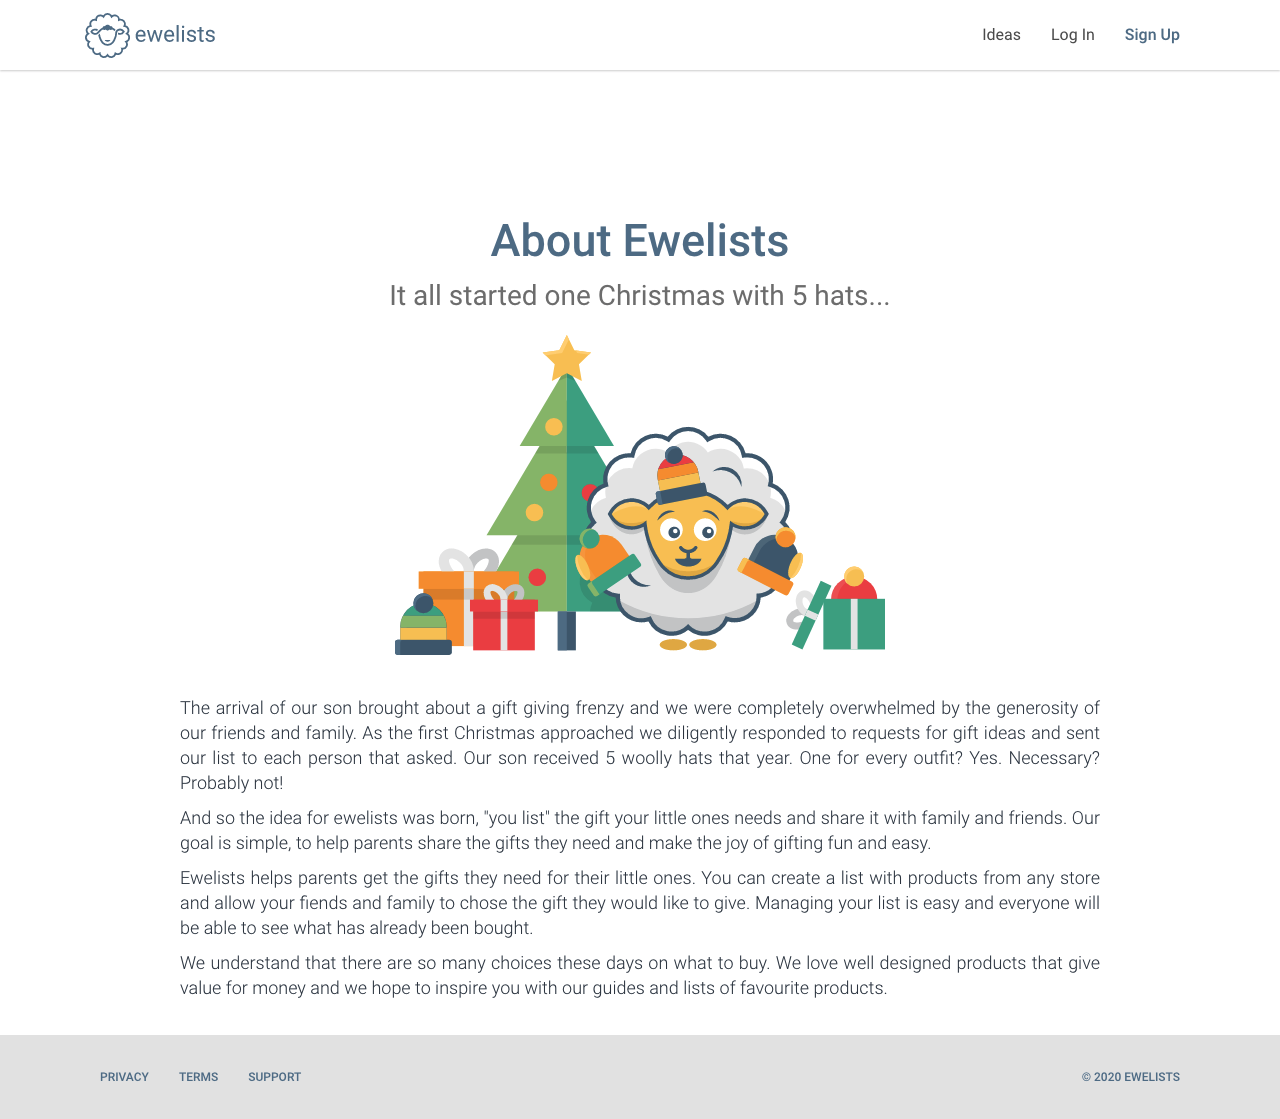 ewelists
Ideas
Log In
Sign Up
About Ewelists
It all started one Christmas with 5 hats...
The arrival of our son brought about a gift giving frenzy and we were completely overwhelmed by the generosity of
our friends and family. As the first Christmas approached we diligently responded to requests for gift ideas and sent
our list to each person that asked. Our son received 5 woolly hats that year. One for every outfit? Yes. Necessary?
Probably not!
And so the idea for ewelists was born, "you list" the gift your little ones needs and share it with family and friends. Our
goal is simple, to help parents share the gifts they need and make the joy of gifting fun and easy.
Ewelists helps parents get the gifts they need for their little ones. You can create a list with products from any store
and allow your fiends and family to chose the gift they would like to give. Managing your list is easy and everyone will
be able to see what has already been bought.
We understand that there are so many choices these days on what to buy. We love well designed products that give
value for money and we hope to inspire you with our guides and lists of favourite products.
PRIVACY
TERMS
SUPPORT
© 2020 EWELISTS